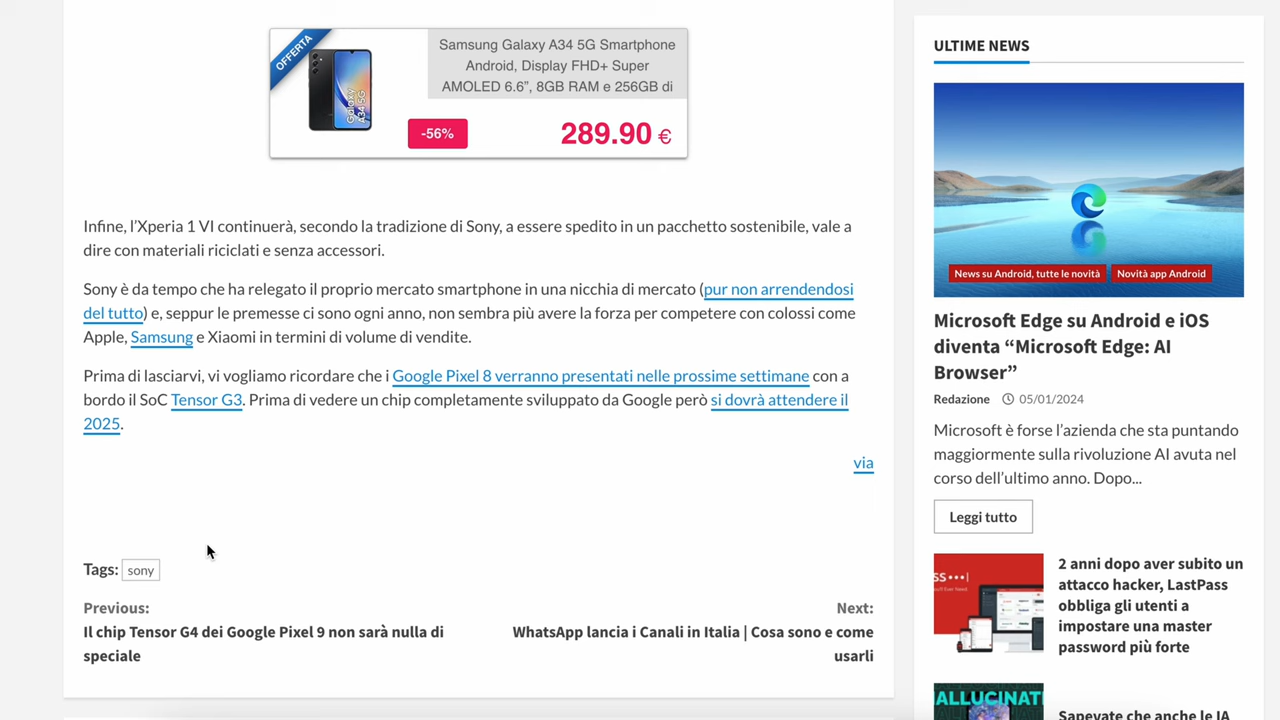 OFFERTA
Samsung Galaxy A34 5G Smartphone
Android, Display FHD+ Super
AMOLED 6.6”, 8GB RAM e 256GB di
Galaxy
A34 5G
-56%
289.90 €
Infine, l’Xperia 1 VI continuerà, secondo la tradizione di Sony, a essere spedito in un pacchetto sostenibile, vale a
dire con materiali riciclati e senza accessori.
Sony è da tempo che ha relegato il proprio mercato smartphone in una nicchia di mercato (pur non arrendendosi
del tutto) e, seppur le premesse ci sono ogni anno, non sembra più avere la forza per competere con colossi come
Apple, Samsung e Xiaomi in termini di volume di vendite.
Prima di lasciarvi, vi vogliamo ricordare che i Google Pixel 8 verranno presentati nelle prossime settimane con a
bordo il SoC Tensor G3. Prima di vedere un chip completamente sviluppato da Google però si dovrà attendere il
2025.
via
Tags: sony
Previous:
Il chip Tensor G4 dei Google Pixel 9 non sarà nulla di
speciale
Next:
WhatsApp lancia i Canali in Italia | Cosa sono e come
usarli
ULTIME NEWS
News su Android, tutte le novità
Novità app Android
Microsoft Edge su Android e iOS
diventa “Microsoft Edge: AI
Browser”
Redazione 05/01/2024
Microsoft è forse l’azienda che sta puntando
maggiormente sulla rivoluzione AI avuta nel
corso dell’ultimo anno. Dopo...
Leggi tutto
2 anni dopo aver subito un
attacco hacker, LastPass
obbliga gli utenti a
impostare una master
password più forte
ALLUCINATI
Sapevate che anche le IA